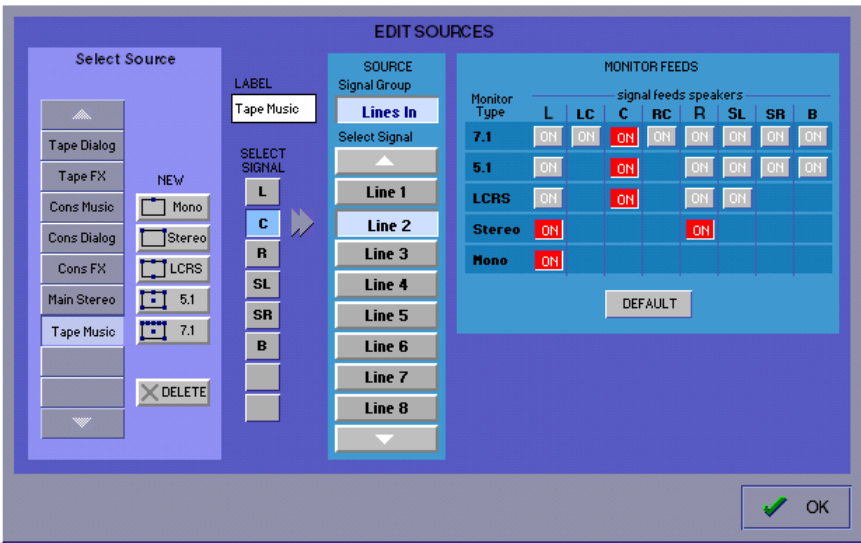 EDIT SOURCES
Select Source
Tape Dialog
Tape FX
Cons Music
Cons Dialog
Cons FX
Main Stereo
Tape Music
NEW
Mono
Stereo
LCRS
5.1
7.1
DELETE
LABEL
Tape Music
SELECT
SIGNAL
L
C
R
SL
SR
B
SOURCE
Signal Group
Lines In
Select Signal
Line 1
Line 2
Line 3
Line 4
Line 5
Line 6
Line 7
Line 8
MONITOR FEEDS
Monitor
Type
signal feeds speakers
L LC C RC R SL SR B
7.1 ON ON ON ON ON ON ON ON
5.1 ON ON ON ON ON ON
LCRS ON ON ON ON
Stereo ON ON
Mono ON
DEFAULT
OK